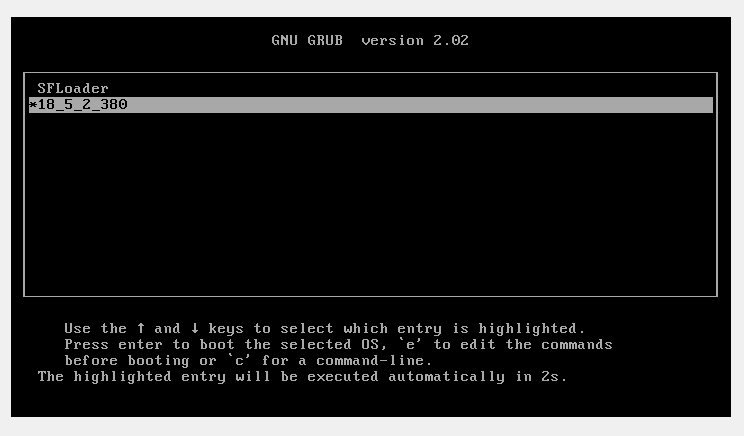 GNU GRUB  version 2.02
SFLoader
*18_5_2_380
Use the ↑ and ↓ keys to select which entry is highlighted.
Press enter to boot the selected OS, `e' to edit the commands
before booting or `c' for a command-line.
The highlighted entry will be executed automatically in 2s.